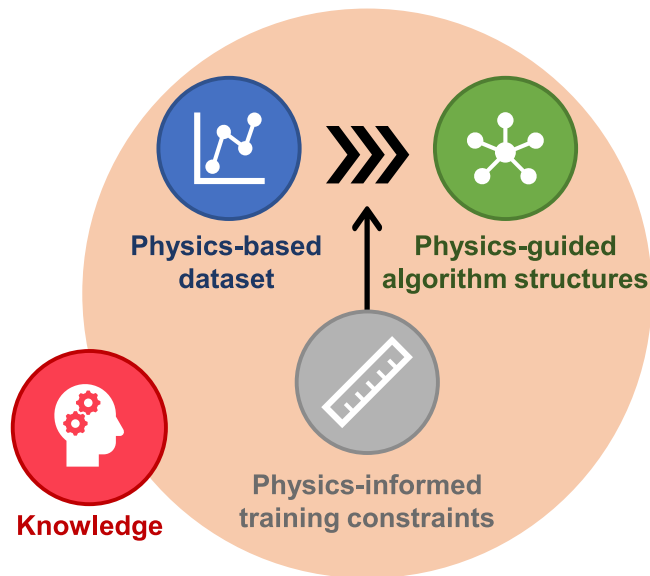 Physics-based
dataset
Physics-guided
algorithm structures
Physics-informed
training constraints
Knowledge